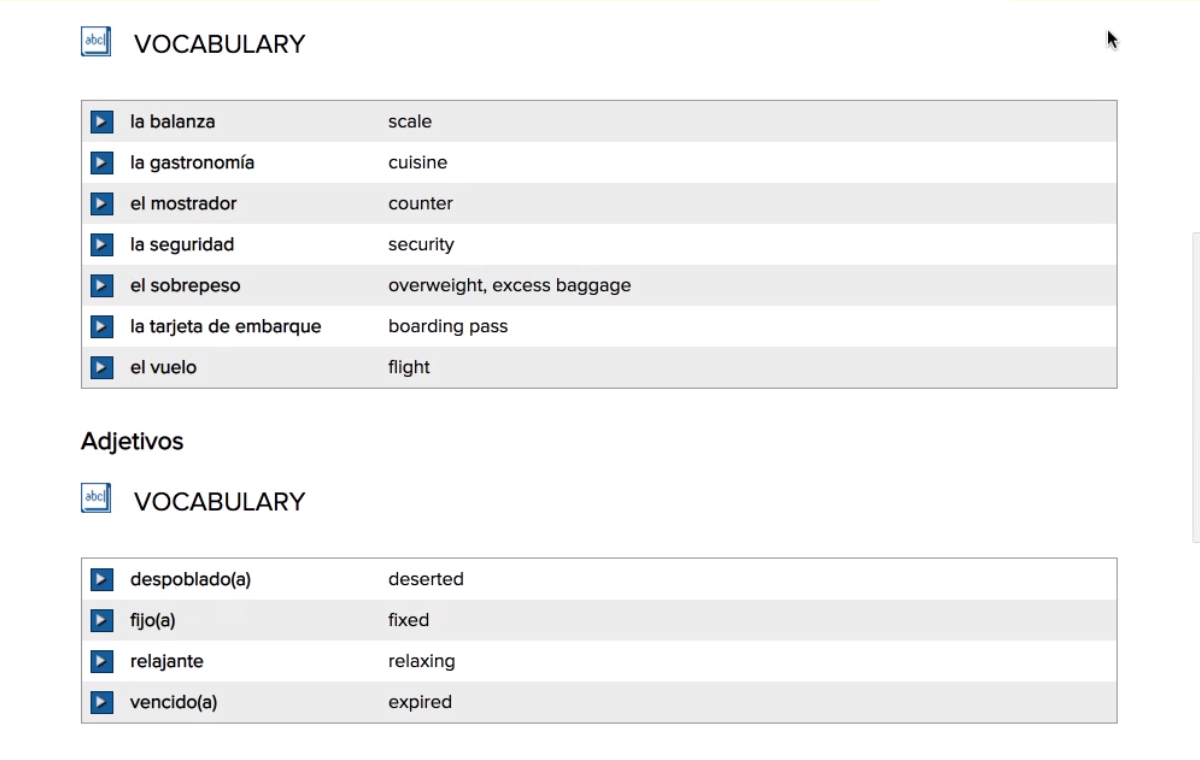 abc
VOCABULARY
la balanza scale
la gastronomía cuisine
el mostrador counter
la seguridad security
el sobrepeso overweight, excess baggage
la tarjeta de embarque boarding pass
el vuelo flight
Adjetivos
abc
VOCABULARY
despoblado(a) deserted
fijo(a) fixed
relajante relaxing
vencido(a) expired